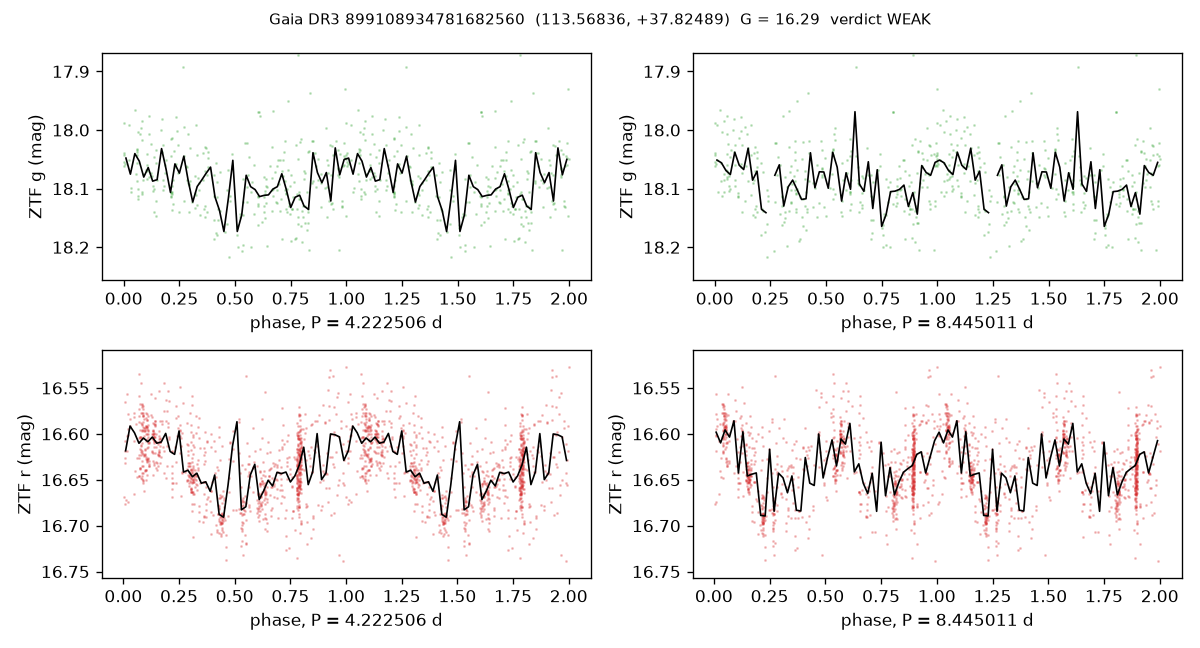 Gaia DR3 899108934781682560 (113.56836, +37.82489) G = 16.29 verdict WEAK
ZTF g (mag)
17.9
18.0
18.1
18.2
0.00 0.25 0.50 0.75 1.00 1.25 1.50 1.75 2.00
phase, P = 4.222506 d
ZTF g (mag)
17.9
18.0
18.1
18.2
0.00 0.25 0.50 0.75 1.00 1.25 1.50 1.75 2.00
phase, P = 8.445011 d
ZTF r (mag)
16.55
16.60
16.65
16.70
16.75
0.00 0.25 0.50 0.75 1.00 1.25 1.50 1.75 2.00
phase, P = 4.222506 d
ZTF r (mag)
16.55
16.60
16.65
16.70
16.75
0.00 0.25 0.50 0.75 1.00 1.25 1.50 1.75 2.00
phase, P = 8.445011 d